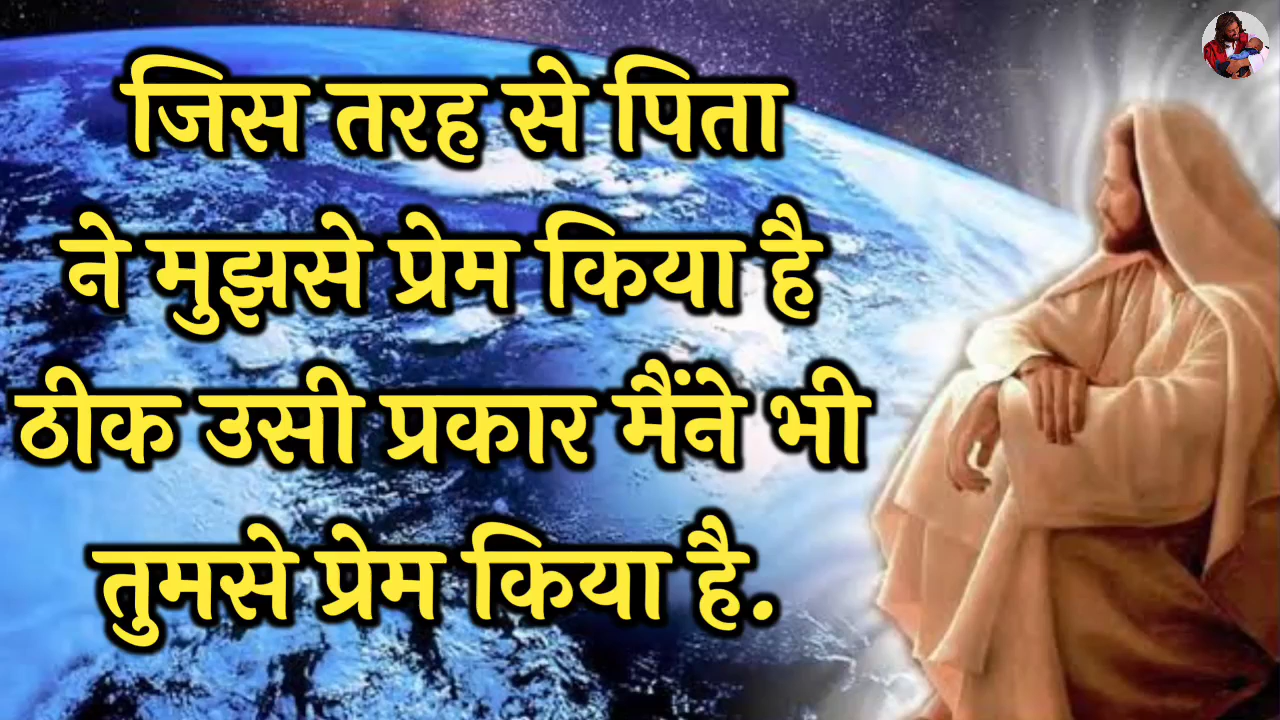 जिस तरह से पिता
ने मुझसे प्रेम किया है
ठीक उसी प्रकार मैंने भी
तुमसे प्रेम किया है.